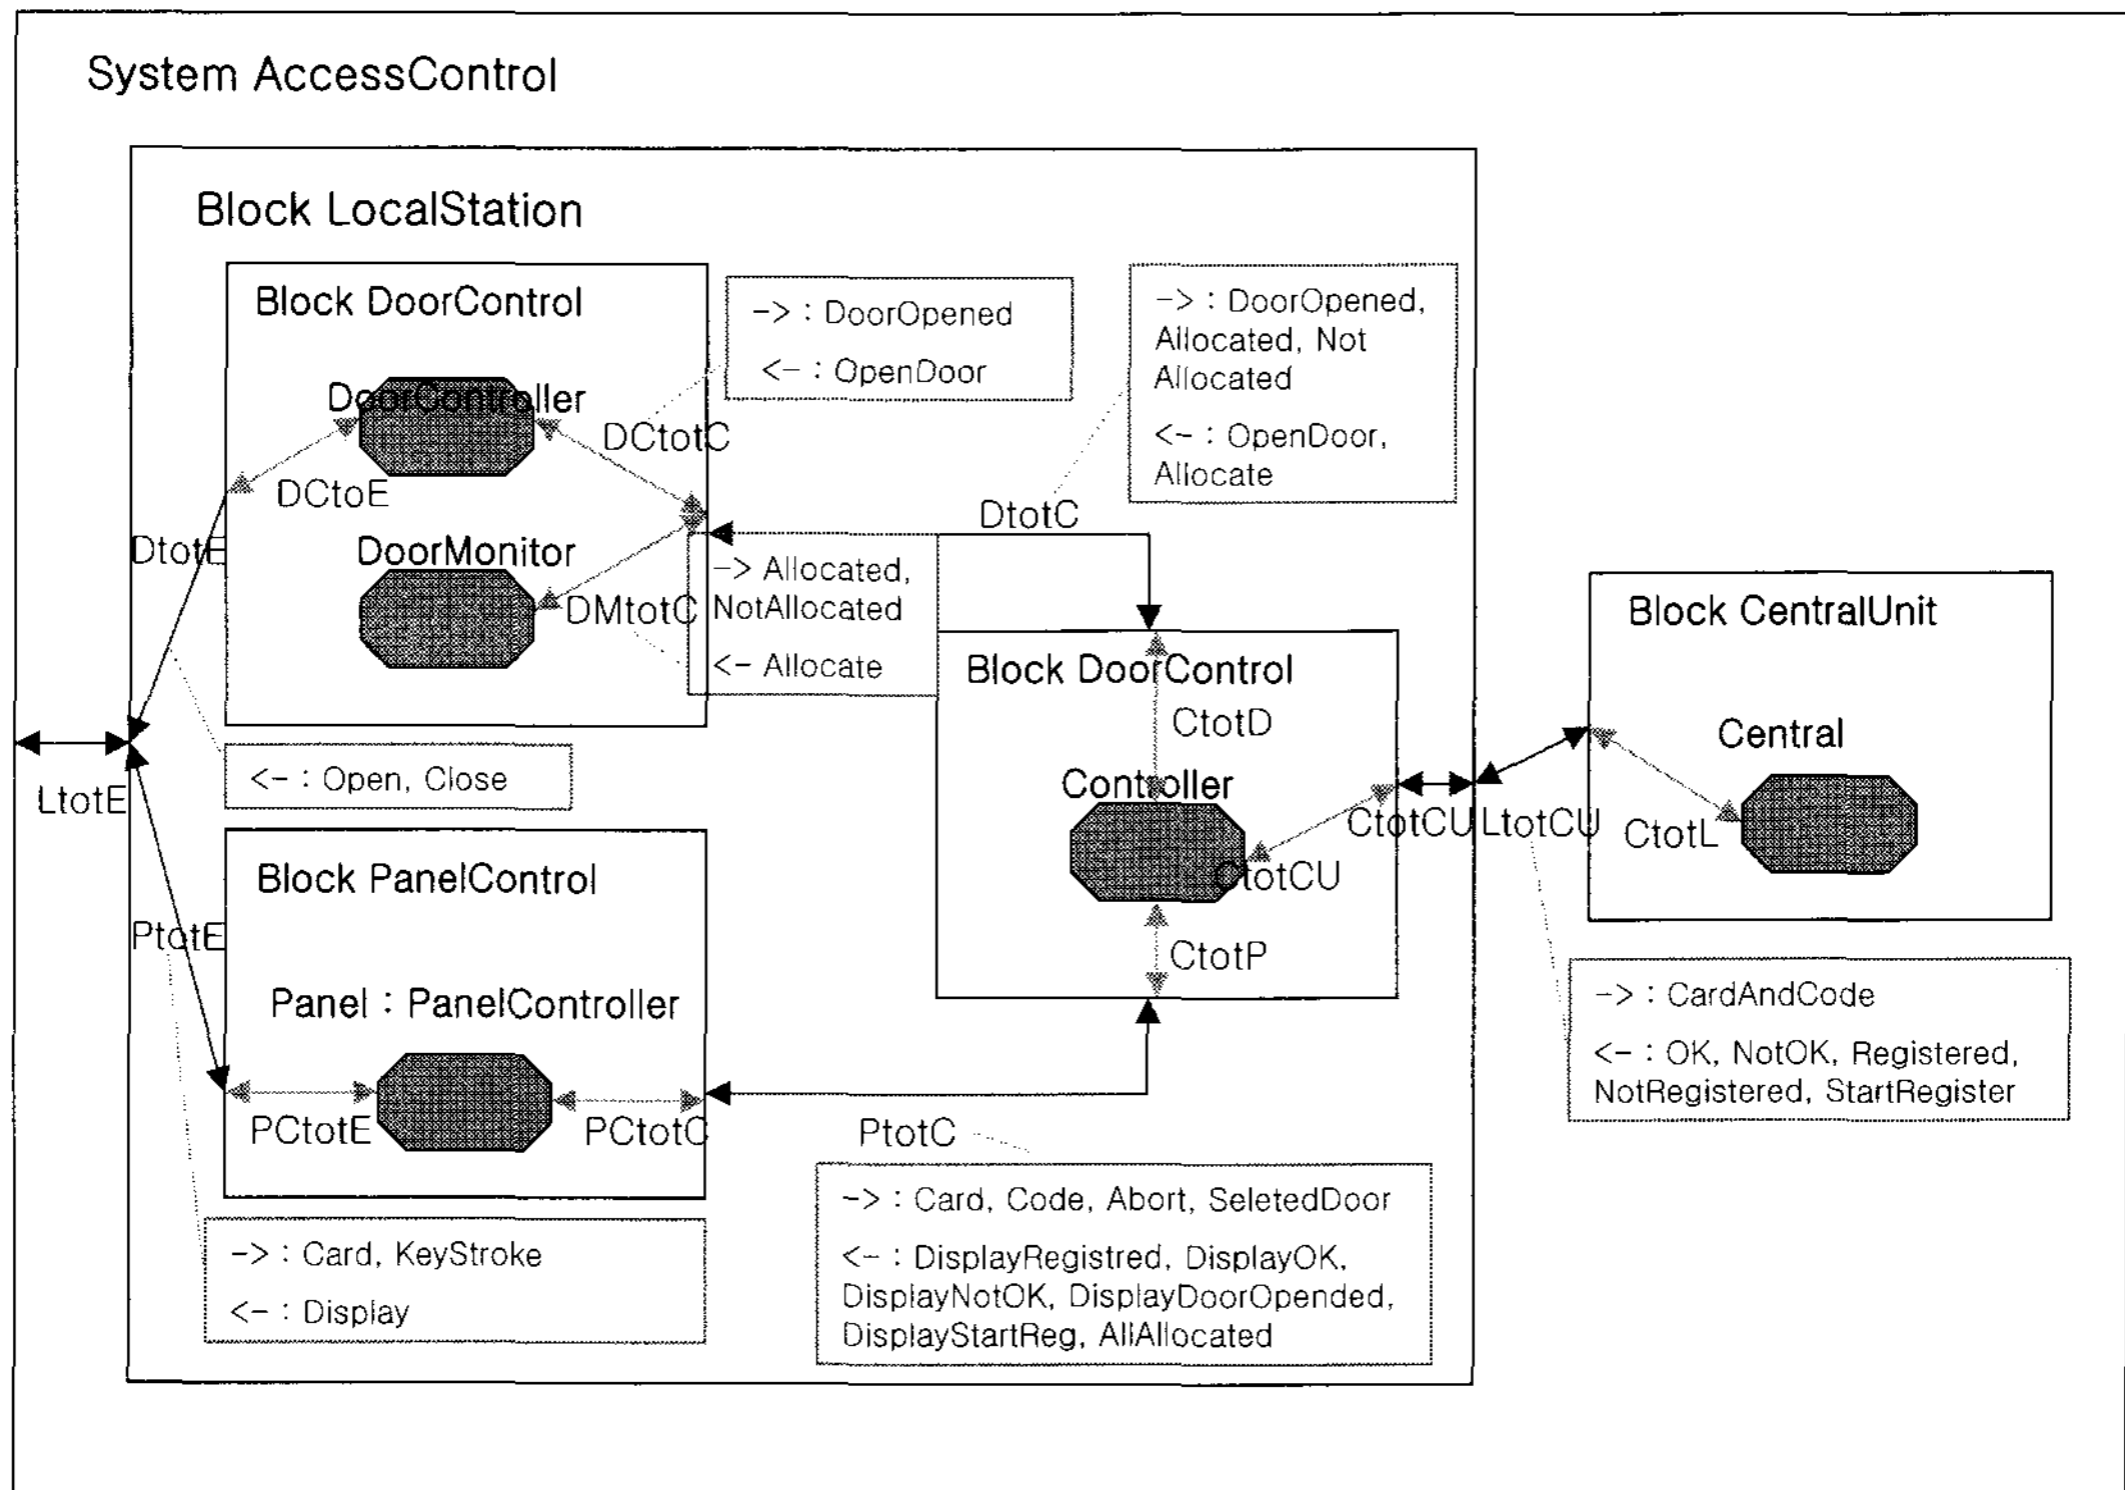 System AccessControl
Block LocalStation
Block DoorControl
-> : DoorOpened
<- : OpenDoor
-> : DoorOpened,
Allocated, Not
Allocated
<- : OpenDoor,
Allocate
DoorController
DCtotC
DCtoE
DtotC
DtotE
DoorMonitor
DMtotC
-> Allocated,
NotAllocated
<- Allocate
Block DoorControl
CtotD
Controller
CtotCU
CtotCU
LtotCU
CtotP
Block CentralUnit
Central
CtotL
LtotE
<- : Open, Close
Block PanelControl
PtotE
Panel : PanelController
PCtotE
PCtotC
PtotC
-> : CardAndCode
<- : OK, NotOK, Registered,
NotRegistered, StartRegister
-> : Card, KeyStroke
<- : Display
-> : Card, Code, Abort, SeletedDoor
<- : DisplayRegistred, DisplayOK,
DisplayNotOK, DisplayDoorOpended,
DisplayStartReg, AllAllocated